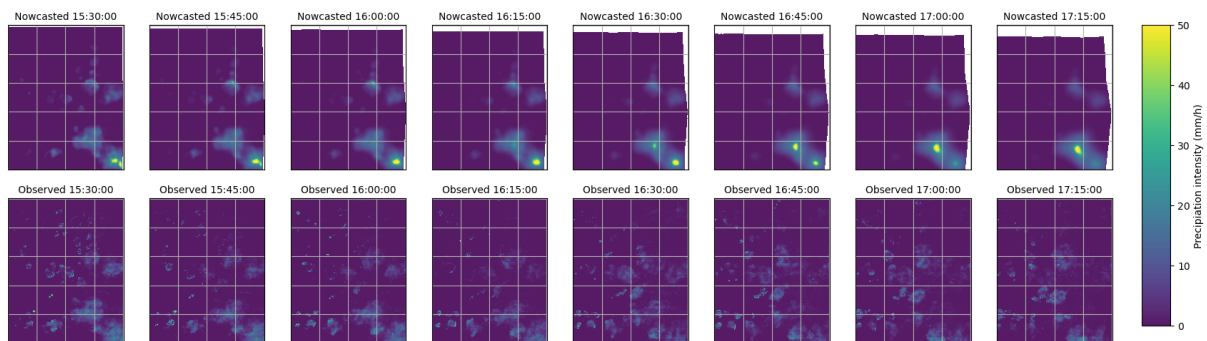 Nowcasted 15:30:00
Nowcasted 15:45:00
Nowcasted 16:00:00
Nowcasted 16:15:00
Nowcasted 16:30:00
Nowcasted 16:45:00
Nowcasted 17:00:00
Nowcasted 17:15:00
Observed 15:30:00
Observed 15:45:00
Observed 16:00:00
Observed 16:15:00
Observed 16:30:00
Observed 16:45:00
Observed 17:00:00
Observed 17:15:00
50
40
30
20
10
0
Precipiation intensity (mm/h)